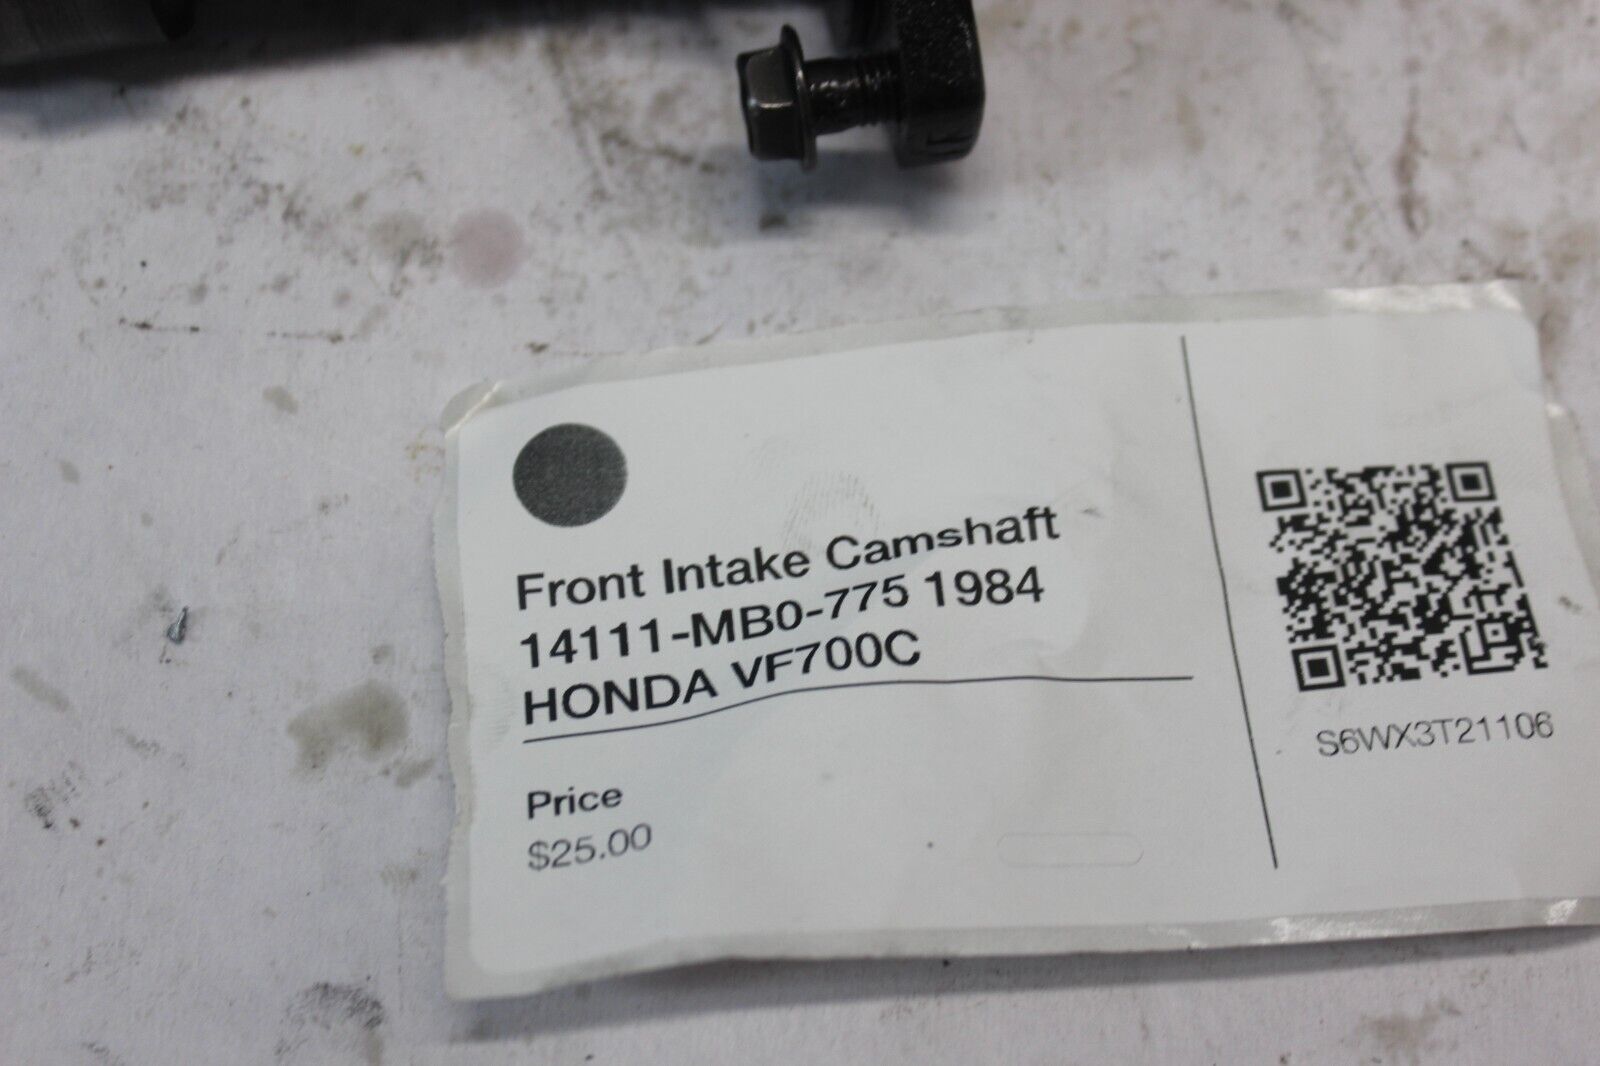 Front Intake Camshaft
14111-MB0-775 1984
HONDA VF700C
Price
$25.00
S6WX3T21106